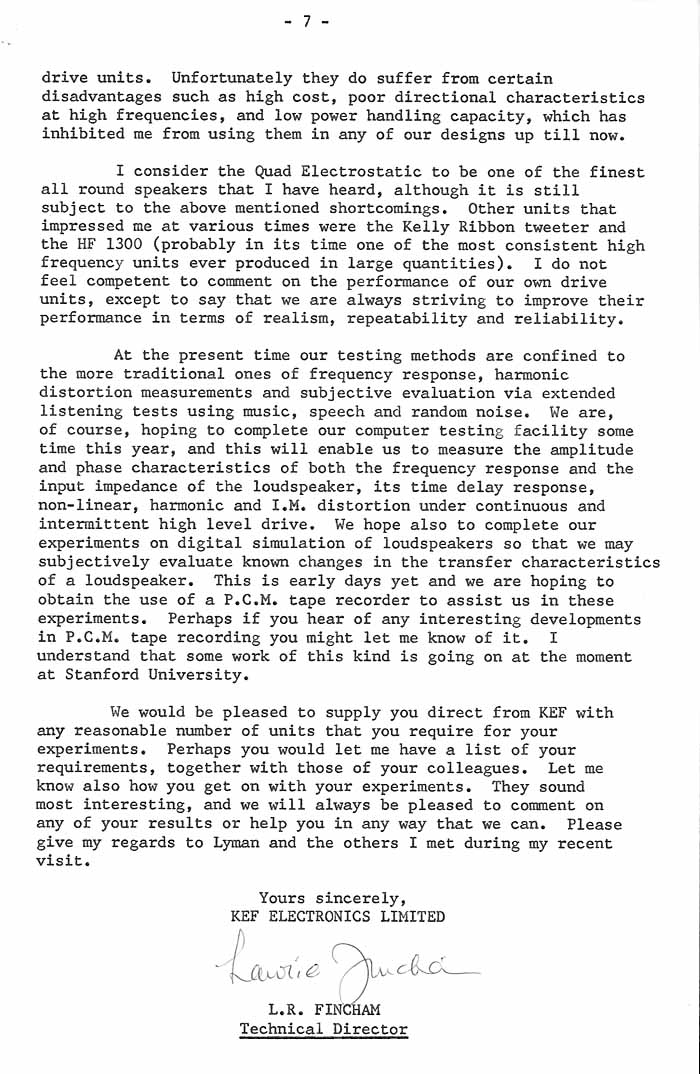 - 7 -
drive units. Unfortunately they do suffer from certain
disadvantages such as high cost, poor directional characteristics
at high frequencies, and low power handling capacity, which has
inhibited me from using them in any of our designs up till now.
I consider the Quad Electrostatic to be one of the finest
all round speakers that I have heard, although it is still
subject to the above mentioned shortcomings. Other units that
impressed me at various times were the Kelly Ribbon tweeter and
the HF 1300 (probably in its time one of the most consistent high
frequency units ever produced in large quantities). I do not
feel competent to comment on the performance of our own drive
units, except to say that we are always striving to improve their
performance in terms of realism, repeatability and reliability.
At the present time our testing methods are confined to
the more traditional ones of frequency response, harmonic
distortion measurements and subjective evaluation via extended
listening tests using music, speech and random noise. We are,
of course, hoping to complete our computer testing facility some
time this year, and this will enable us to measure the amplitude
and phase characteristics of both the frequency response and the
input impedance of the loudspeaker, its time delay response,
non-linear, harmonic and I.M. distortion under continuous and
intermittent high level drive. We hope also to complete our
experiments on digital simulation of loudspeakers so that we may
subjectively evaluate known changes in the transfer characteristics
of a loudspeaker. This is early days yet and we are hoping to
obtain the use of a P.C.M. tape recorder to assist us in these
experiments. Perhaps if you hear of any interesting developments
in P.C.M. tape recording you might let me know of it. I
understand that some work of this kind is going on at the moment
at Stanford University.
We would be pleased to supply you direct from KEF with
any reasonable number of units that you require for your
experiments. Perhaps you would let me have a list of your
requirements, together with those of your colleagues. Let me
know also how you get on with your experiments. They sound
most interesting, and we will always be pleased to comment on
any of your results or help you in any way that we can. Please
give my regards to Lyman and the others I met during my recent
visit.
Yours sincerely,
KEF ELECTRONICS LIMITED
Laurie Fincham
L.R. FINCHAM
Technical Director